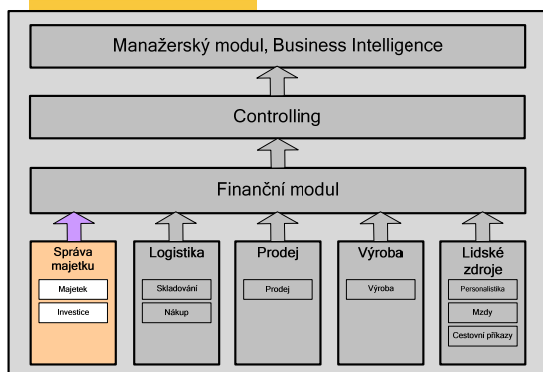 Manažerský modul, Business Intelligence
Controlling
Finanční modul
Správa
majetku
Majetek
Investice
Logistika
Skladování
Nákup
Prodej
Prodej
Výroba
Výroba
Lidské
zdroje
Personalistika
Mzdy
Cestovní příkazy